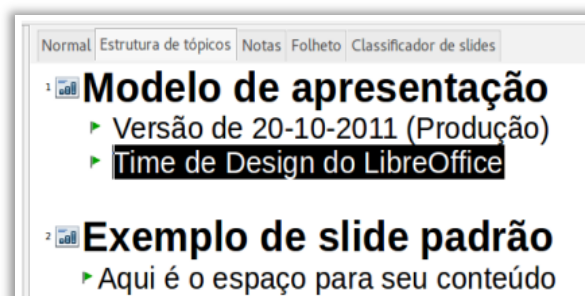 Normal Estrutura de tópicos Notas Folheto Classificador de slides
1 Modelo de apresentação
Versão de 20-10-2011 (Produção)
Time de Design do LibreOffice
2 Exemplo de slide padrão
Aqui é o espaço para seu conteúdo